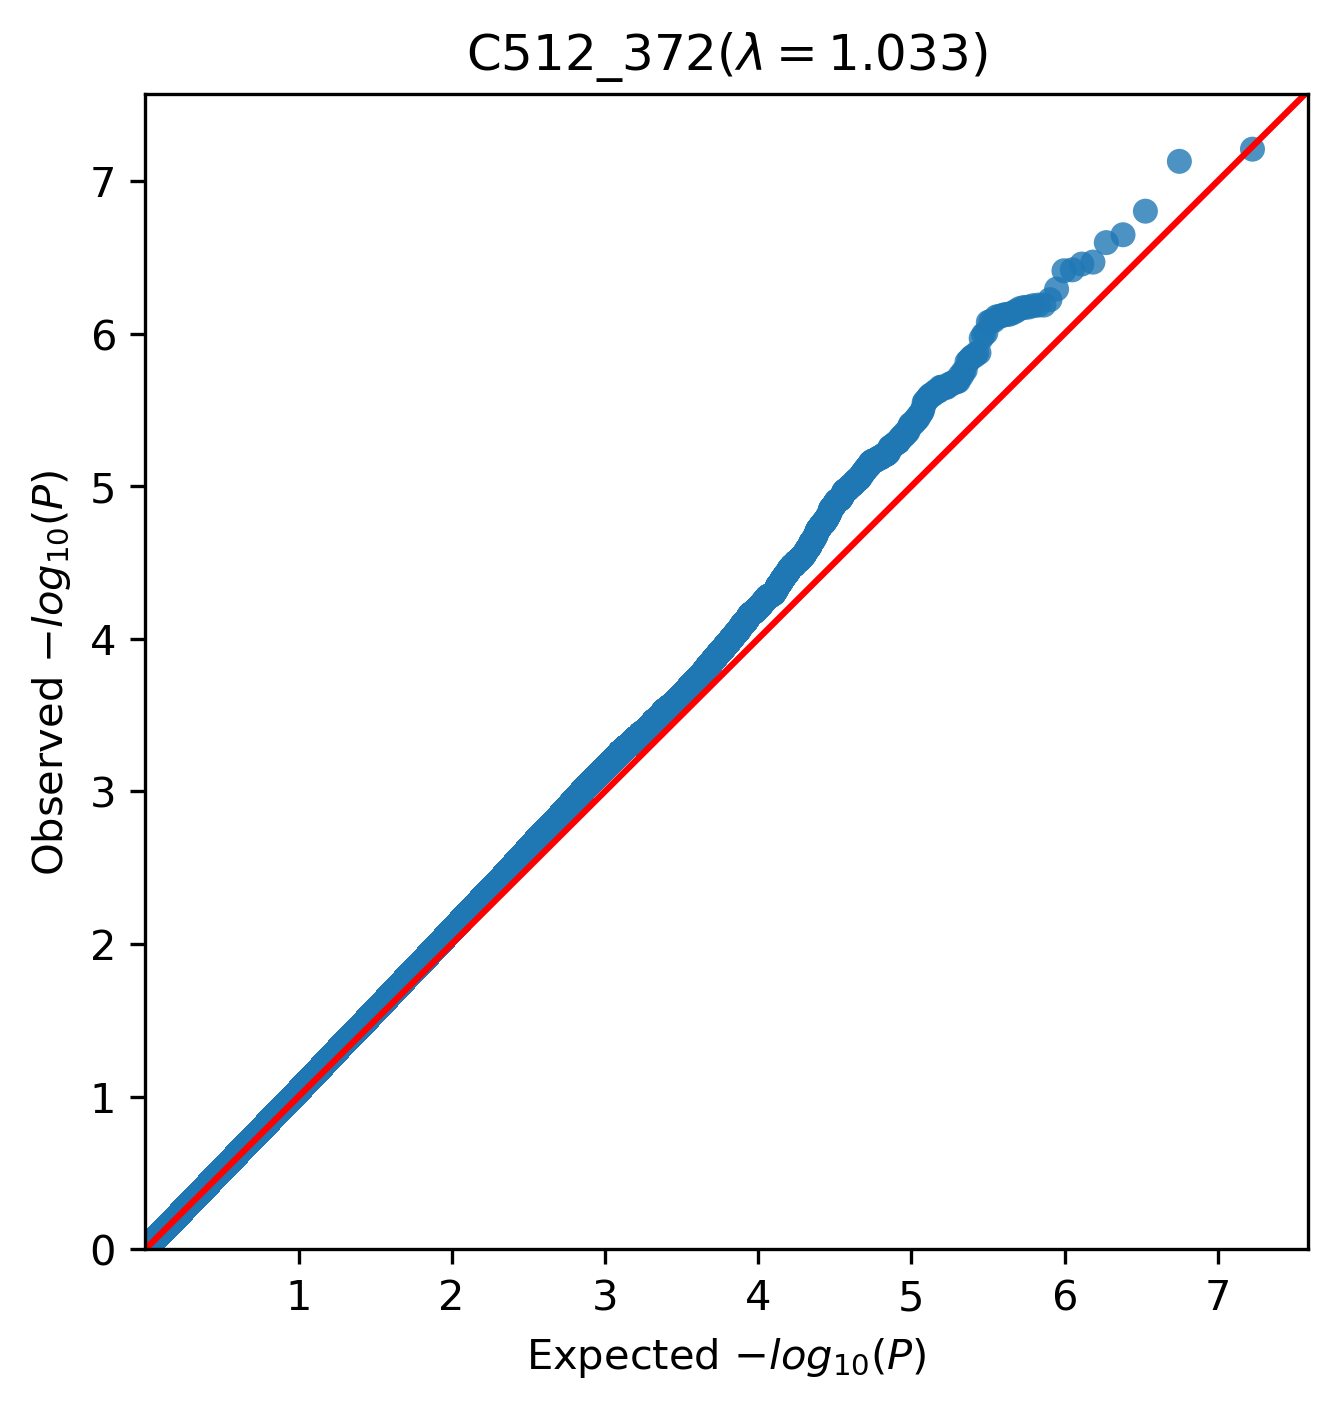 C512_372(λ = 1.033)
Observed −log10(P)
7
6
5
4
3
2
1
0
1 2 3 4 5 6 7
Expected −log10(P)